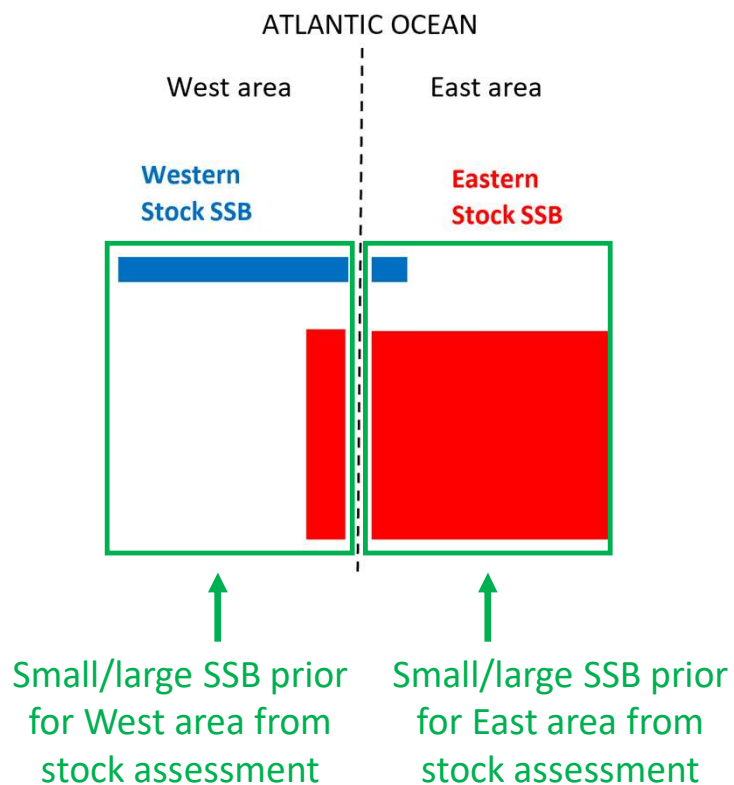 ATLANTIC OCEAN
West area
East area
Western
Stock SSB
Eastern
Stock SSB
Small/large SSB prior
for West area from
stock assessment
Small/large SSB prior
for East area from
stock assessment